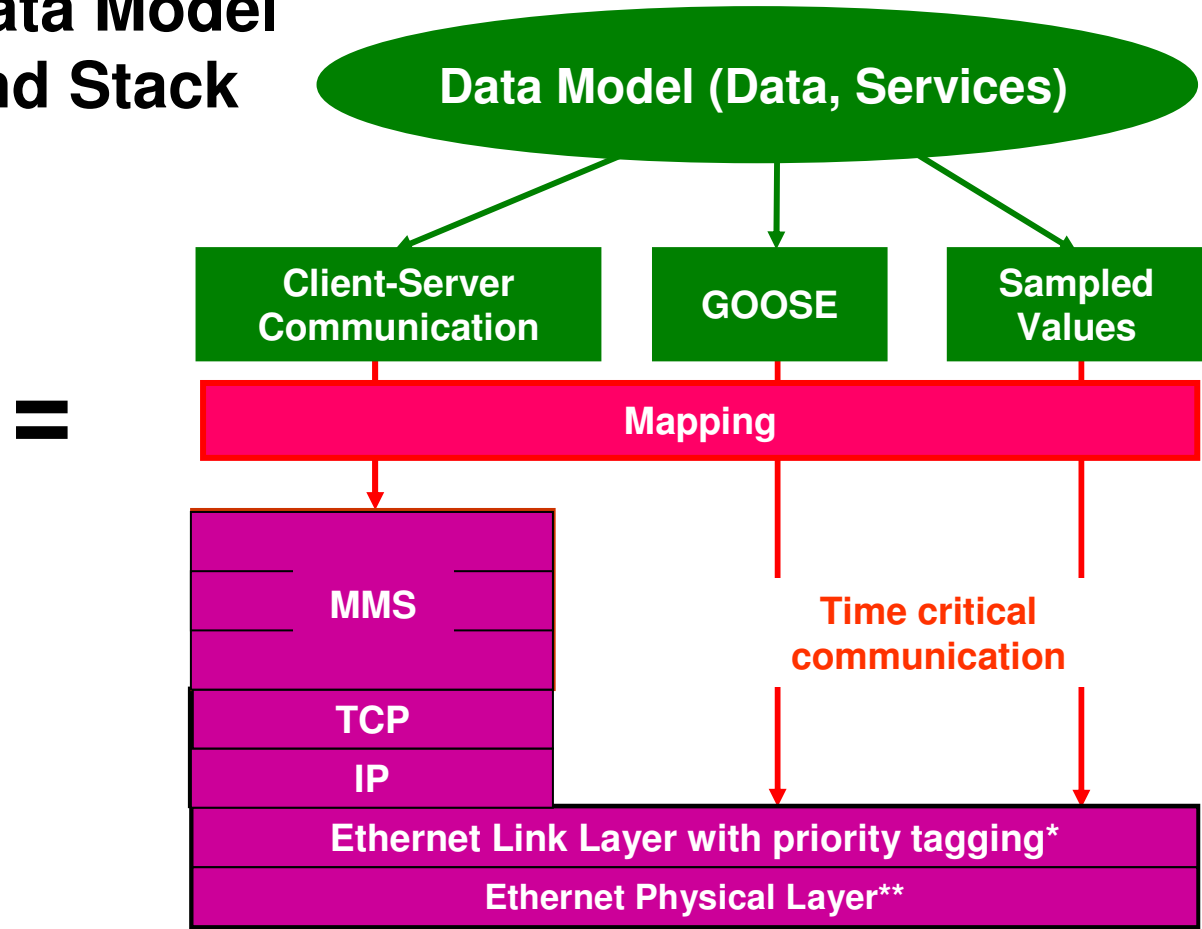 ata Model
nd Stack
Data Model (Data, Services)
Client-Server
Communication
GOOSE
Sampled
Values
=
Mapping
MMS
Time critical
communication
TCP
IP
Ethernet Link Layer with priority tagging*
Ethernet Physical Layer**